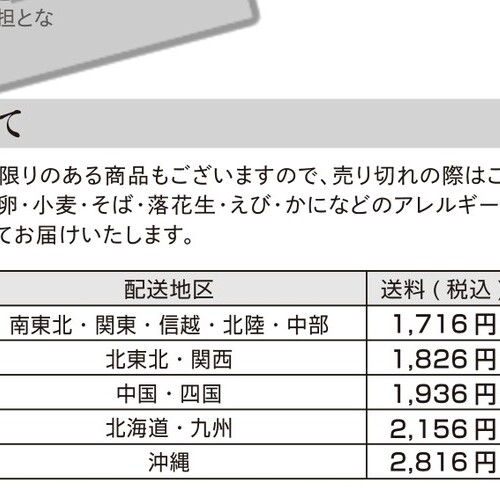 担とな
て
限りのある商品もございますので、売り切れの際はご
卵・小麦・そば・落花生・えび・かになどのアレルギー
てお届けいたします。
配送地区 送料(税込)
南東北・関東・信越・北陸・中部 1,716円
北東北・関西 1,826円
中国・四国 1,936円
北海道・九州 2,156円
沖縄 2,816円